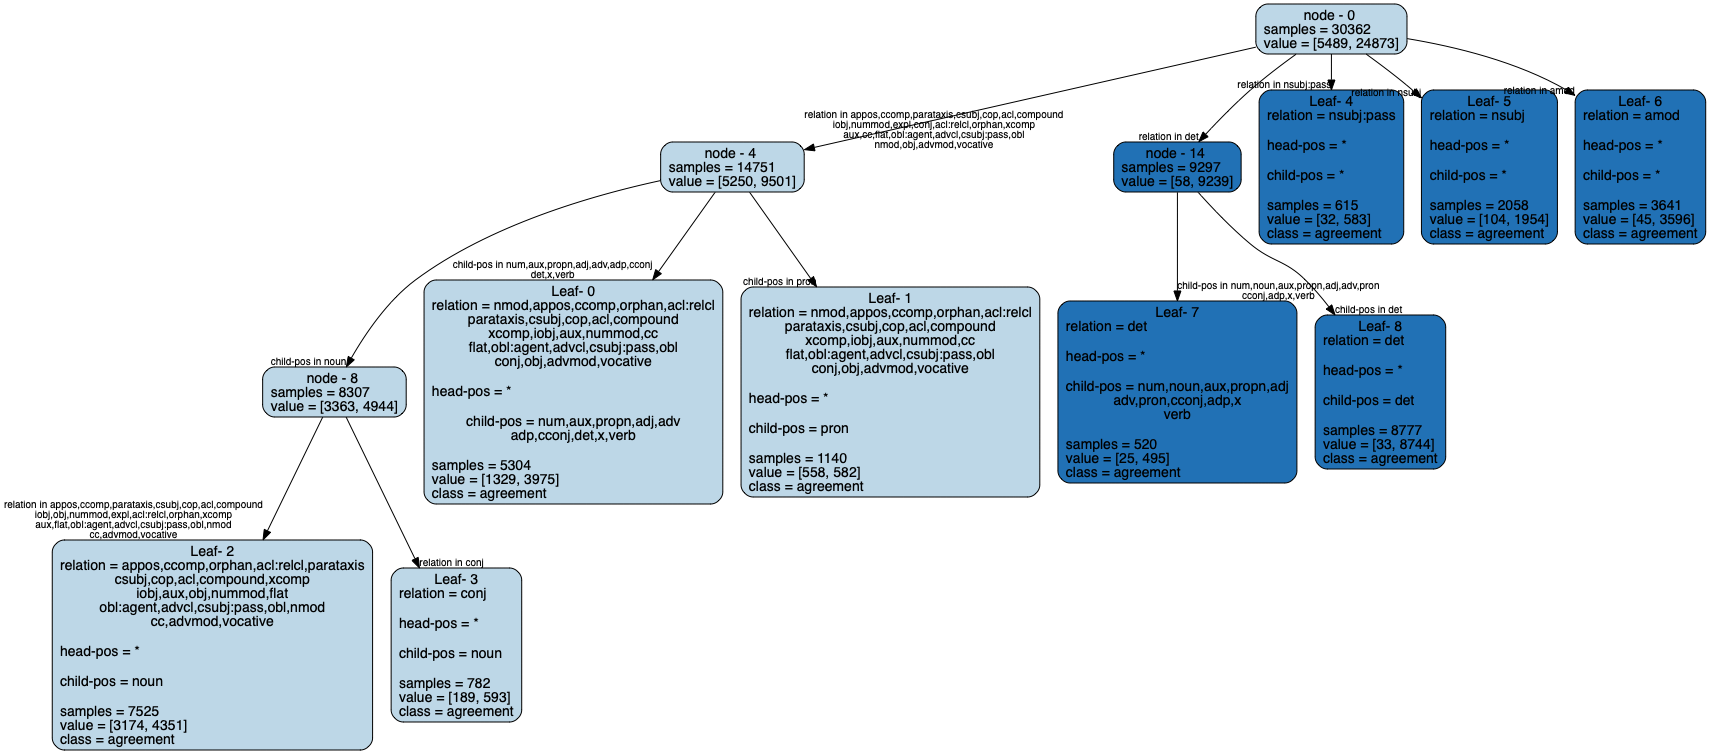 node - 0
samples = 30362
value = [5489, 24873]
relation in appos,ccomp,parataxis,csubj,cop,acl,compound
iobj,nummod,expl,conj,acl:relcl,orphan,xcomp
aux,cc,flat,obl:agent,advcl,csubj:pass,obl
nmod,obj,advmod,vocative
relation in det
relation in nsubj:pass
relation in nsubj
relation in amod
node - 4
samples = 14751
value = [5250, 9501]
node - 14
samples = 9297
value = [58, 9239]
Leaf- 4
relation = nsubj:pass
head-pos = *
child-pos = *
samples = 615
value = [32, 583]
class = agreement
Leaf- 5
relation = nsubj
head-pos = *
child-pos = *
samples = 2058
value = [104, 1954]
class = agreement
Leaf- 6
relation = amod
head-pos = *
child-pos = *
samples = 3641
value = [45, 3596]
class = agreement
child-pos in noun
child-pos in num,aux,propn,adj,adv,adp,cconj
det,x,verb
child-pos in pron
child-pos in num,noun,aux,propn,adj,adv,pron
cconj,adp,x,verb
child-pos in det
node - 8
samples = 8307
value = [3363, 4944]
Leaf- 0
relation = nmod,appos,ccomp,orphan,acl:relcl
parataxis,csubj,cop,acl,compound
xcomp,iobj,aux,nummod,cc
flat,obl:agent,advcl,csubj:pass,obl
conj,obj,advmod,vocative
head-pos = *
child-pos = num,aux,propn,adj,adv
adp,cconj,det,x,verb
samples = 5304
value = [1329, 3975]
class = agreement
Leaf- 1
relation = nmod,appos,ccomp,orphan,acl:relcl
parataxis,csubj,cop,acl,compound
xcomp,iobj,aux,nummod,cc
flat,obl:agent,advcl,csubj:pass,obl
conj,obj,advmod,vocative
head-pos = *
child-pos = pron
samples = 1140
value = [558, 582]
class = agreement
Leaf- 7
relation = det
head-pos = *
child-pos = num,noun,aux,propn,adj
adv,pron,cconj,adp,x
verb
samples = 520
value = [25, 495]
class = agreement
Leaf- 8
relation = det
head-pos = *
child-pos = det
samples = 8777
value = [33, 8744]
class = agreement
relation in appos,ccomp,parataxis,csubj,cop,acl,compound
iobj,obj,nummod,expl,acl:relcl,orphan,xcomp
aux,flat,obl:agent,advcl,csubj:pass,obl,nmod
cc,advmod,vocative
relation in conj
Leaf- 2
relation = appos,ccomp,orphan,acl:relcl,parataxis
csubj,cop,acl,compound,xcomp
iobj,aux,obj,nummod,flat
obl:agent,advcl,csubj:pass,obl,nmod
cc,advmod,vocative
head-pos = *
child-pos = noun
samples = 7525
value = [3174, 4351]
class = agreement
Leaf- 3
relation = conj
head-pos = *
child-pos = noun
samples = 782
value = [189, 593]
class = agreement